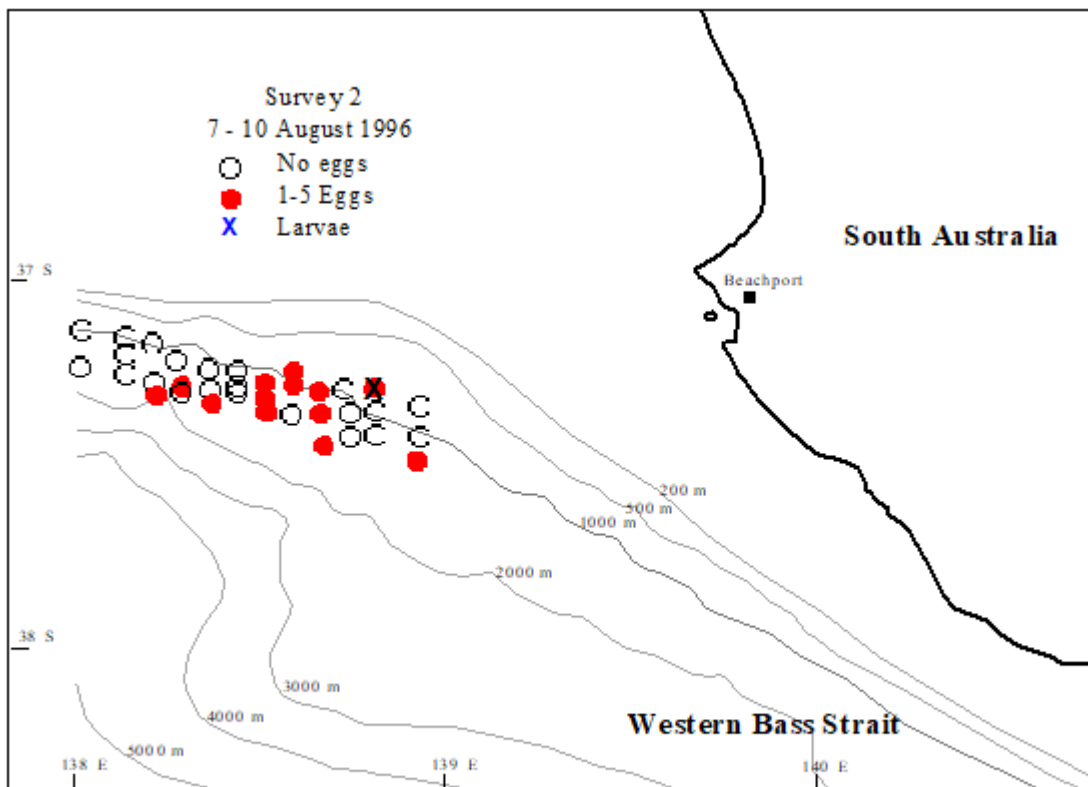 Survey 2
7 - 10 August 1996
No eggs
1-5 Eggs
X Larvae
South Australia
37 S
Beachport
X
200 m
500 m
1000 m
2000 m
38 S
3000 m
4000 m
Western Bass Strait
5000 m
138 E
139 E
140 E